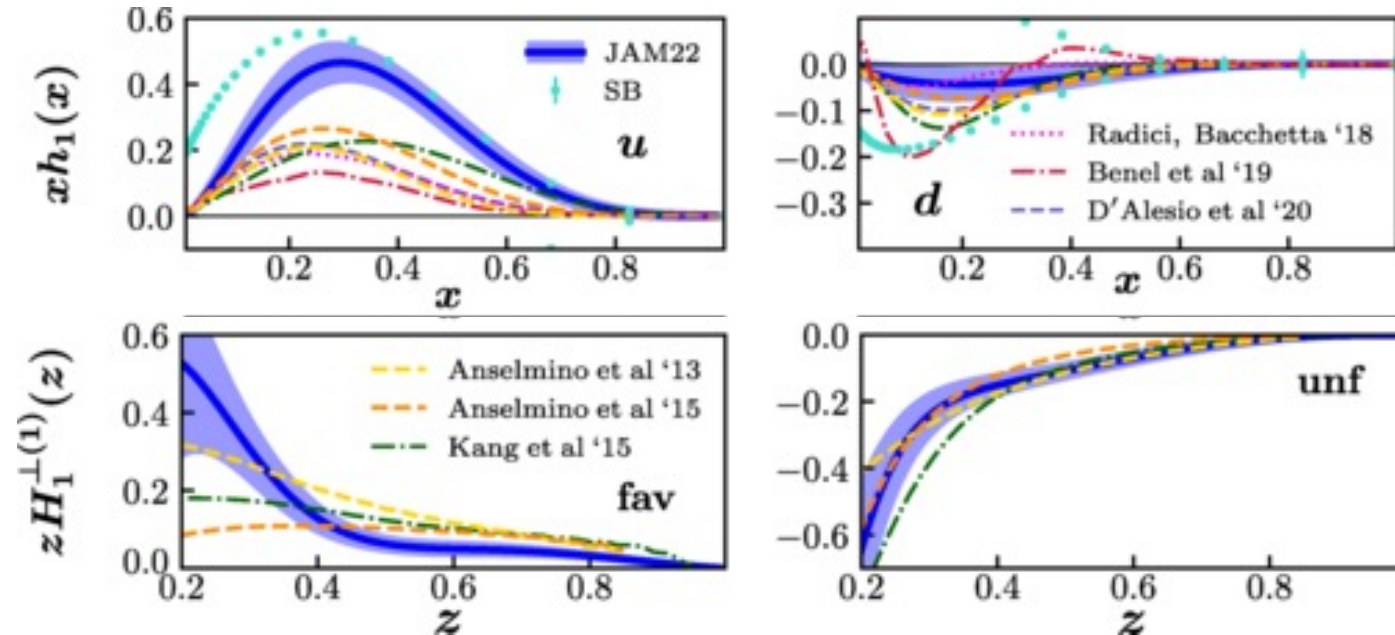 xh₁(x)
0.6
0.4
0.2
0.0
JAM22
SB
u
0.2 0.4 0.6 0.8
x
0.0
−0.1
−0.2
−0.3
Radici, Bacchetta ‘18
Benel et al ‘19
D′Alesio et al ‘20
d
0.2 0.4 0.6 0.8
x
zH₁^⊥(1)(z)
0.6
0.4
0.2
0.0
Anselmino et al ‘13
Anselmino et al ‘15
Kang et al ‘15
fav
0.2 0.4 0.6 0.8
z
0.0
−0.2
−0.4
−0.6
unf
0.2 0.4 0.6 0.8
z